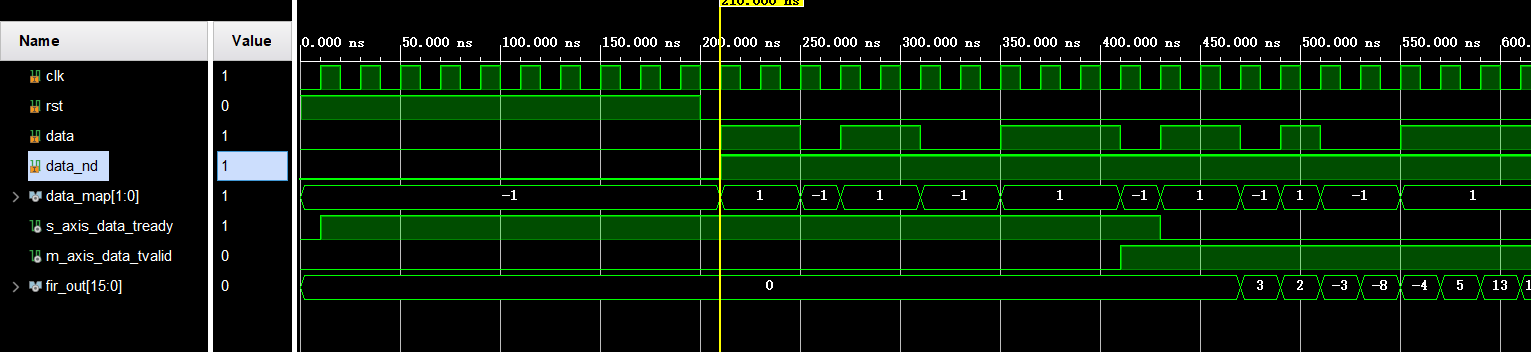 210.000 ns
Name Value 0.000 ns 50.000 ns 100.000 ns 150.000 ns 200.000 ns 250.000 ns 300.000 ns 350.000 ns 400.000 ns 450.000 ns 500.000 ns 550.000 ns 600.
clk 1
rst 0
data 1
data_nd 1
data_map[1:0] 1 -1 1 -1 1 -1 1 -1 1 -1 1 -1 1
s_axis_data_tready 1
m_axis_data_tvalid 0
fir_out[15:0] 0 0 3 2 -3 -8 -4 5 13 1